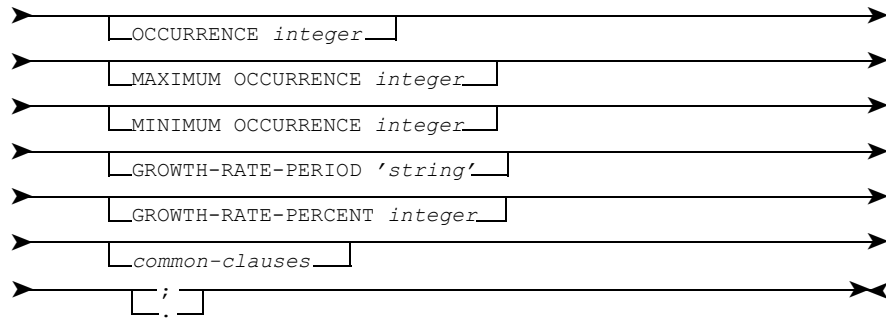 OCCURRENCE integer
MAXIMUM OCCURRENCE integer
MINIMUM OCCURRENCE integer
GROWTH-RATE-PERIOD ’string’
GROWTH-RATE-PERCENT integer
common-clauses
;
.